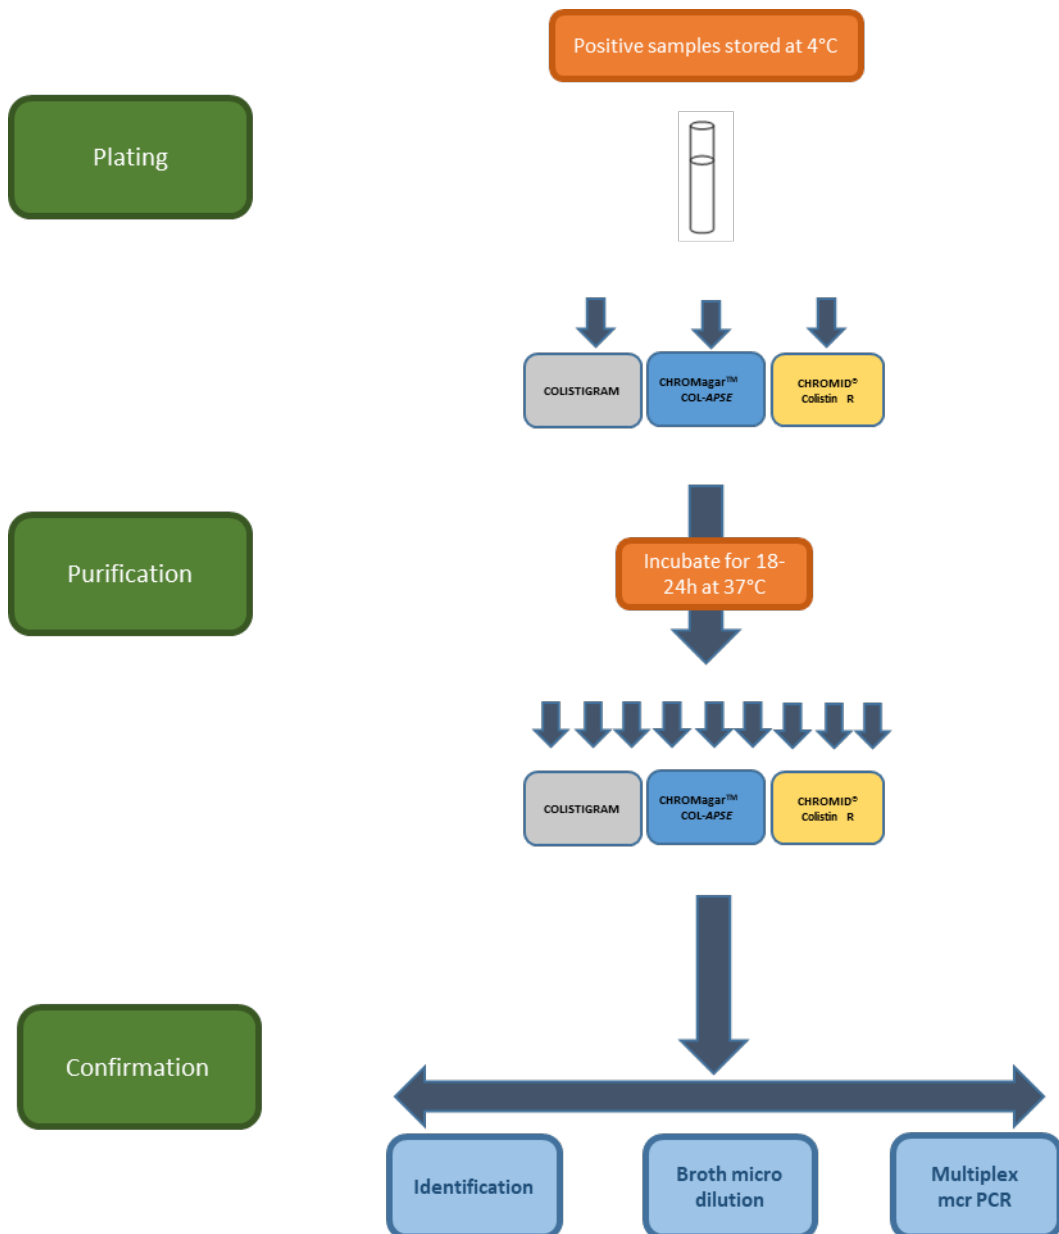 Positive samples stored at 4°C
Plating
COLISTIGRAM
CHROMagar™
COL-APSE
CHROMID®
Colistin R
Purification
Incubate for 18-
24h at 37°C
COLISTIGRAM
CHROMagar™
COL-APSE
CHROMID®
Colistin R
Confirmation
Identification
Broth micro
dilution
Multiplex
mcr PCR